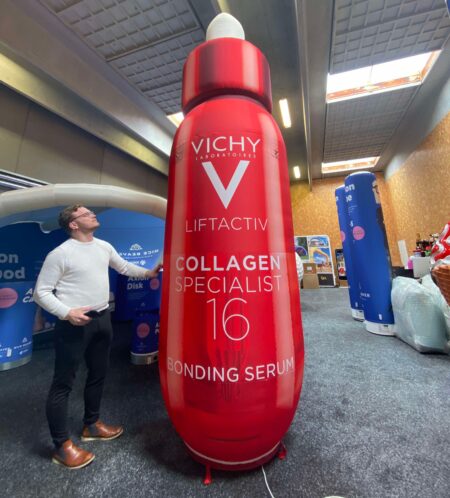 VICHY
LABORATOIRES
V
LIFTACTIV
COLLAGEN
SPECIALIST
16
BONDING SERUM